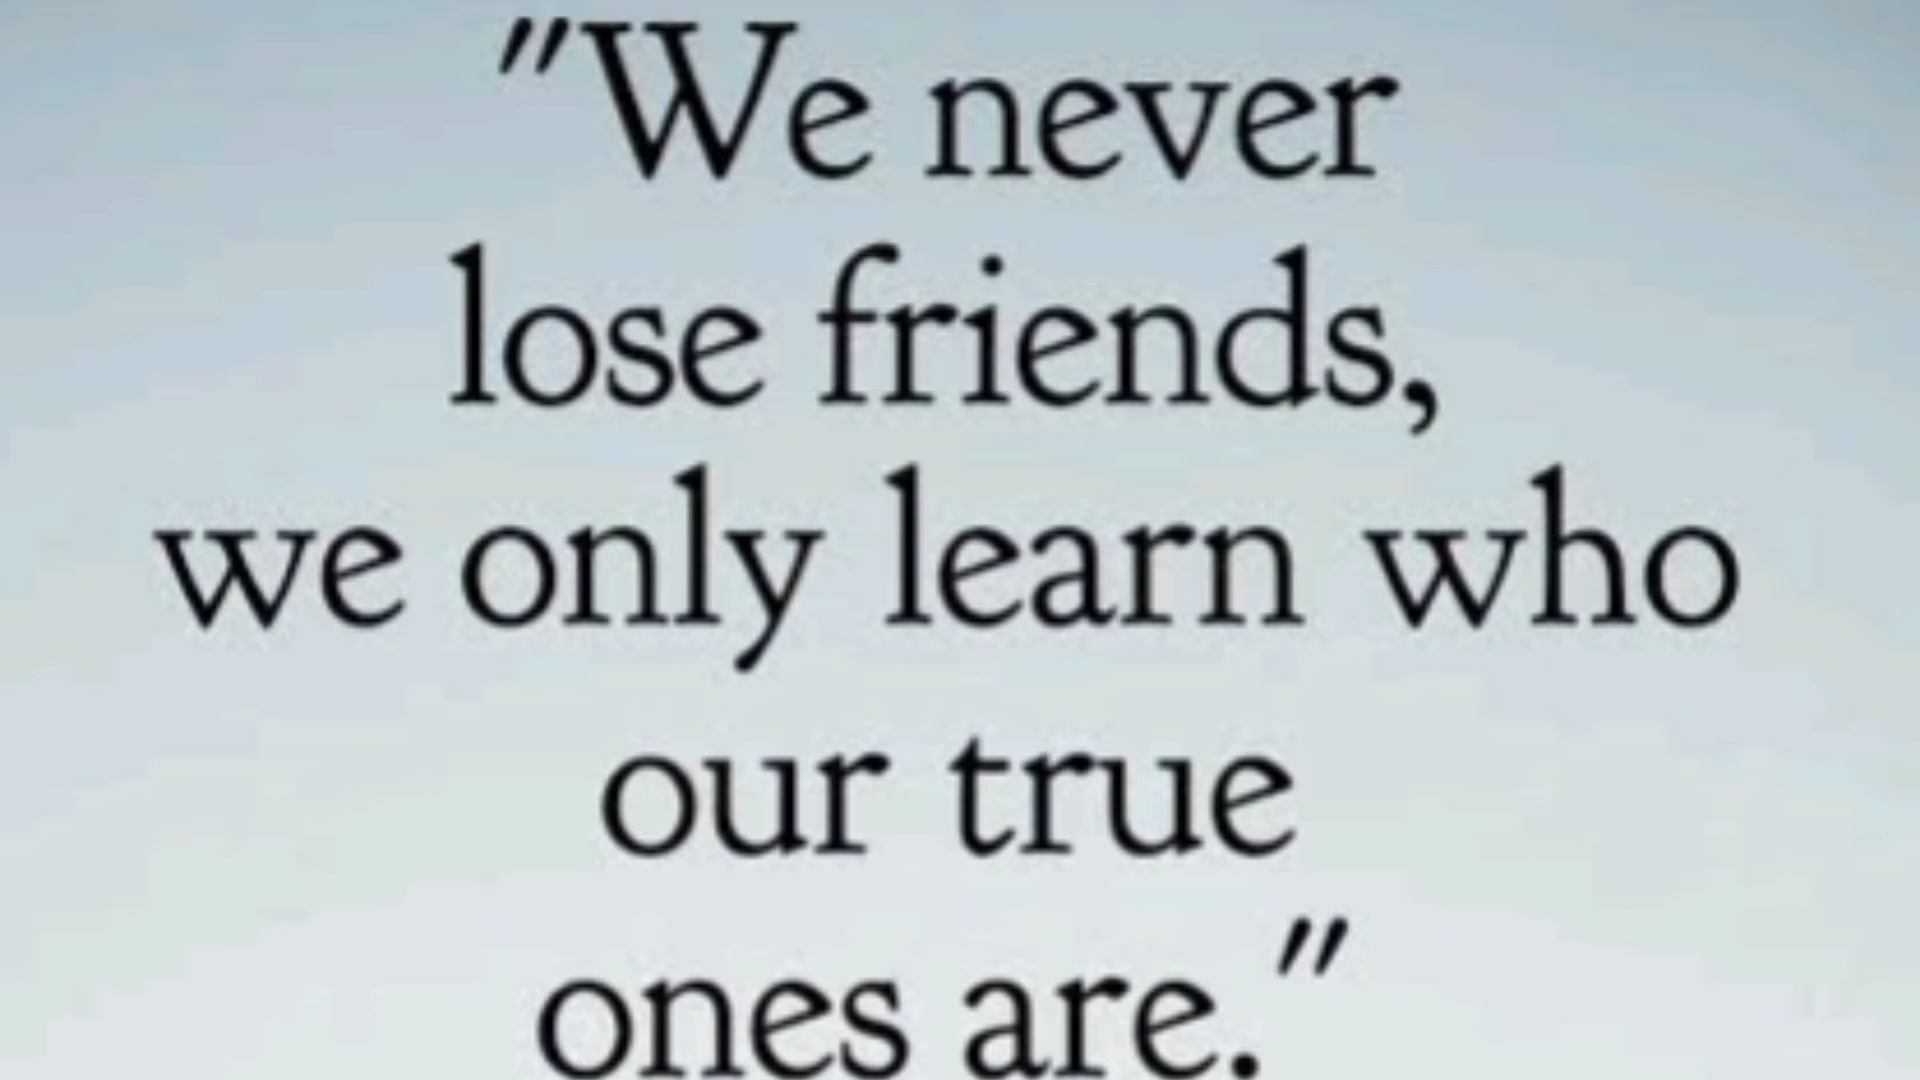 "We never
lose friends,
we only learn who
our true
ones are."